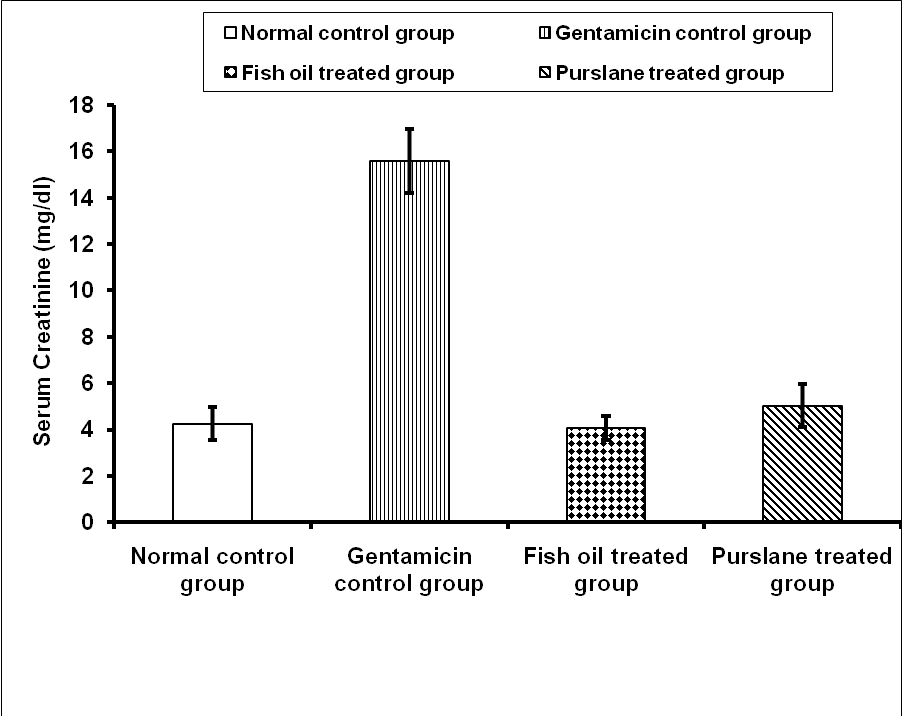 Normal control group
Gentamicin control group
Fish oil treated group
Purslane treated group
Serum Creatinine (mg/dl)
18
16
14
12
10
8
6
4
2
0
Normal control
group
Gentamicin
control group
Fish oil treated
group
Purslane treated
group